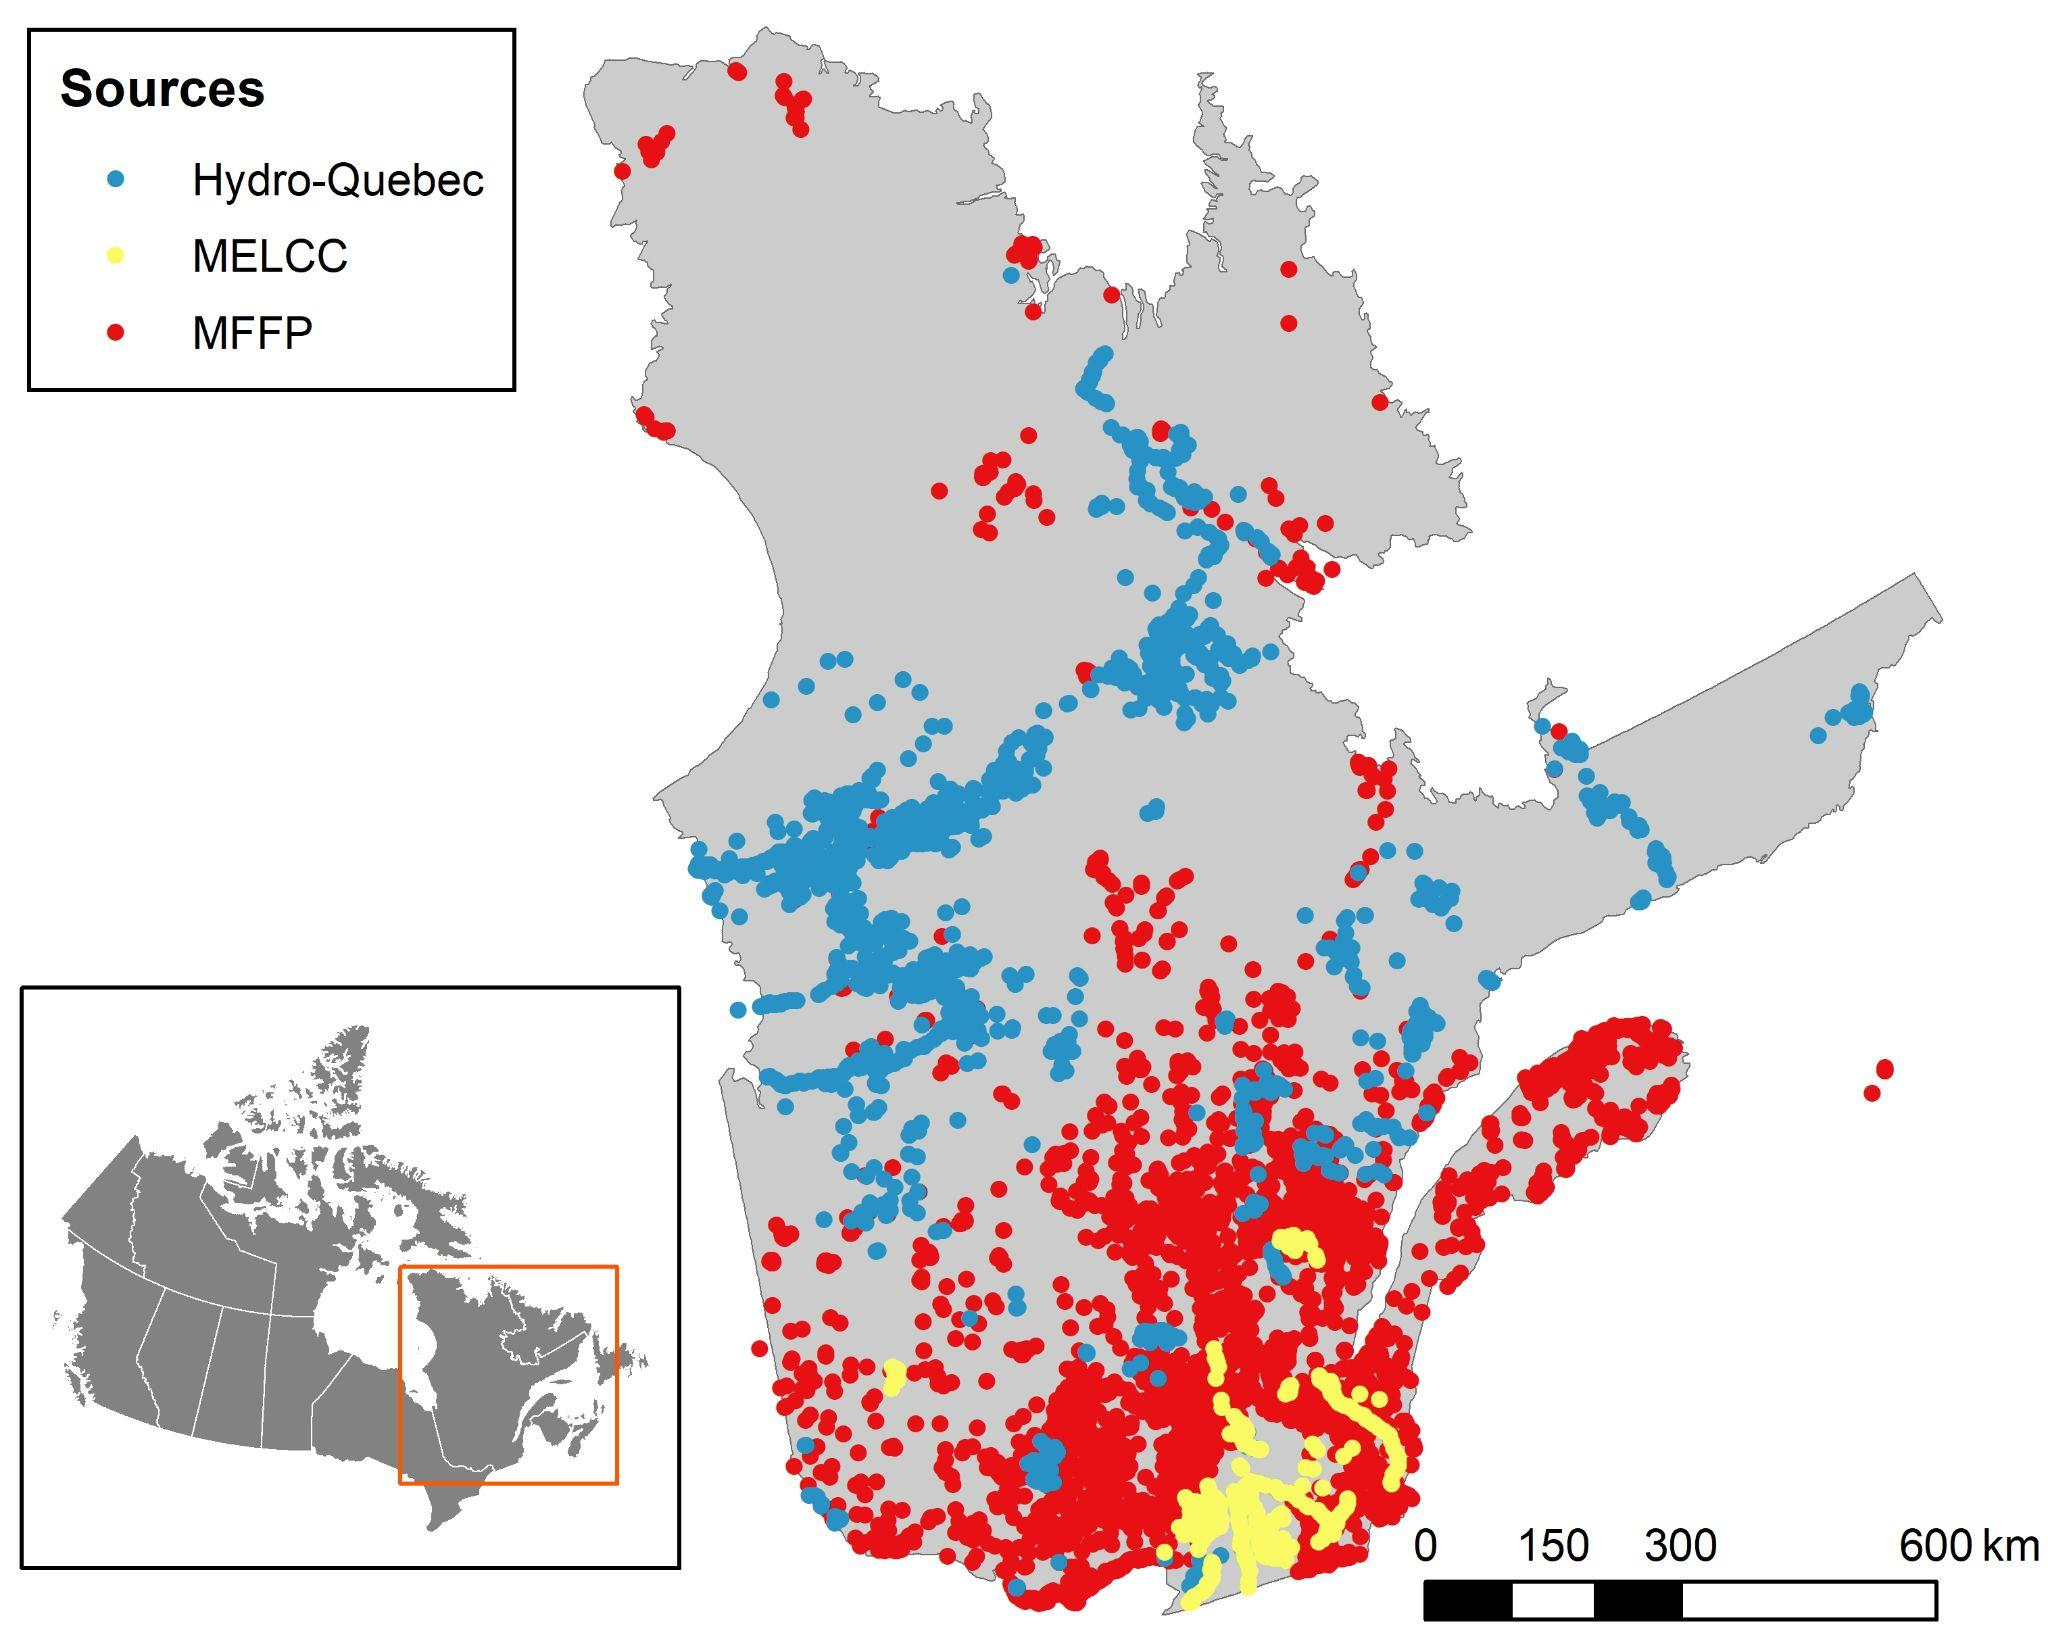 Sources
Hydro-Quebec
MELCC
MFFP
0 150 300 600 km